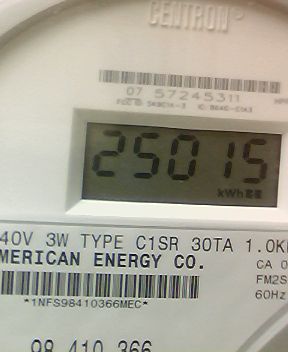 CENTRON®
07 57245311
25015
kWh
40V 3W TYPE C1SR 30TA 1.0K
MERICAN ENERGY CO.
CA 0
FM2S
60Hz
*1NFS98410366MEC*
98 410 366